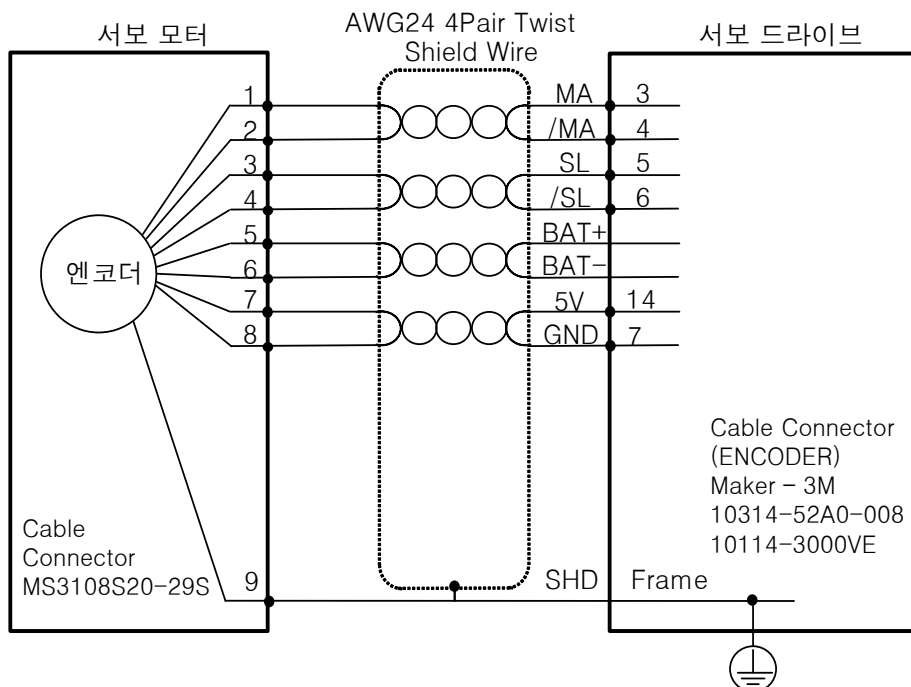 서보 모터
AWG24 4Pair Twist
Shield Wire
서보 드라이브
1 MA 3
2 /MA 4
3 SL 5
4 /SL 6
5 BAT+
엔코더
6 BAT-
7 5V 14
8 GND 7
Cable Connector
(ENCODER)
Maker - 3M
10314-52A0-008
10114-3000VE
Cable
Connector
MS3108S20-29S
9 SHD Frame